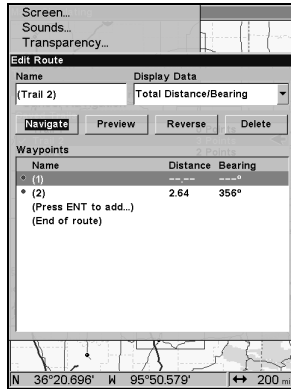 Screen...
Sounds...
Transparency...
Edit Route
Name Display Data
(Trail 2) Total Distance/Bearing
Navigate Preview Reverse Delete
Waypoints
Name Distance Bearing
(1) --.-- ---°
(2) 2.64 356°
(Press ENT to add...)
(End of route)
N 36°20.696' W 95°50.579' ↔ 200 mi